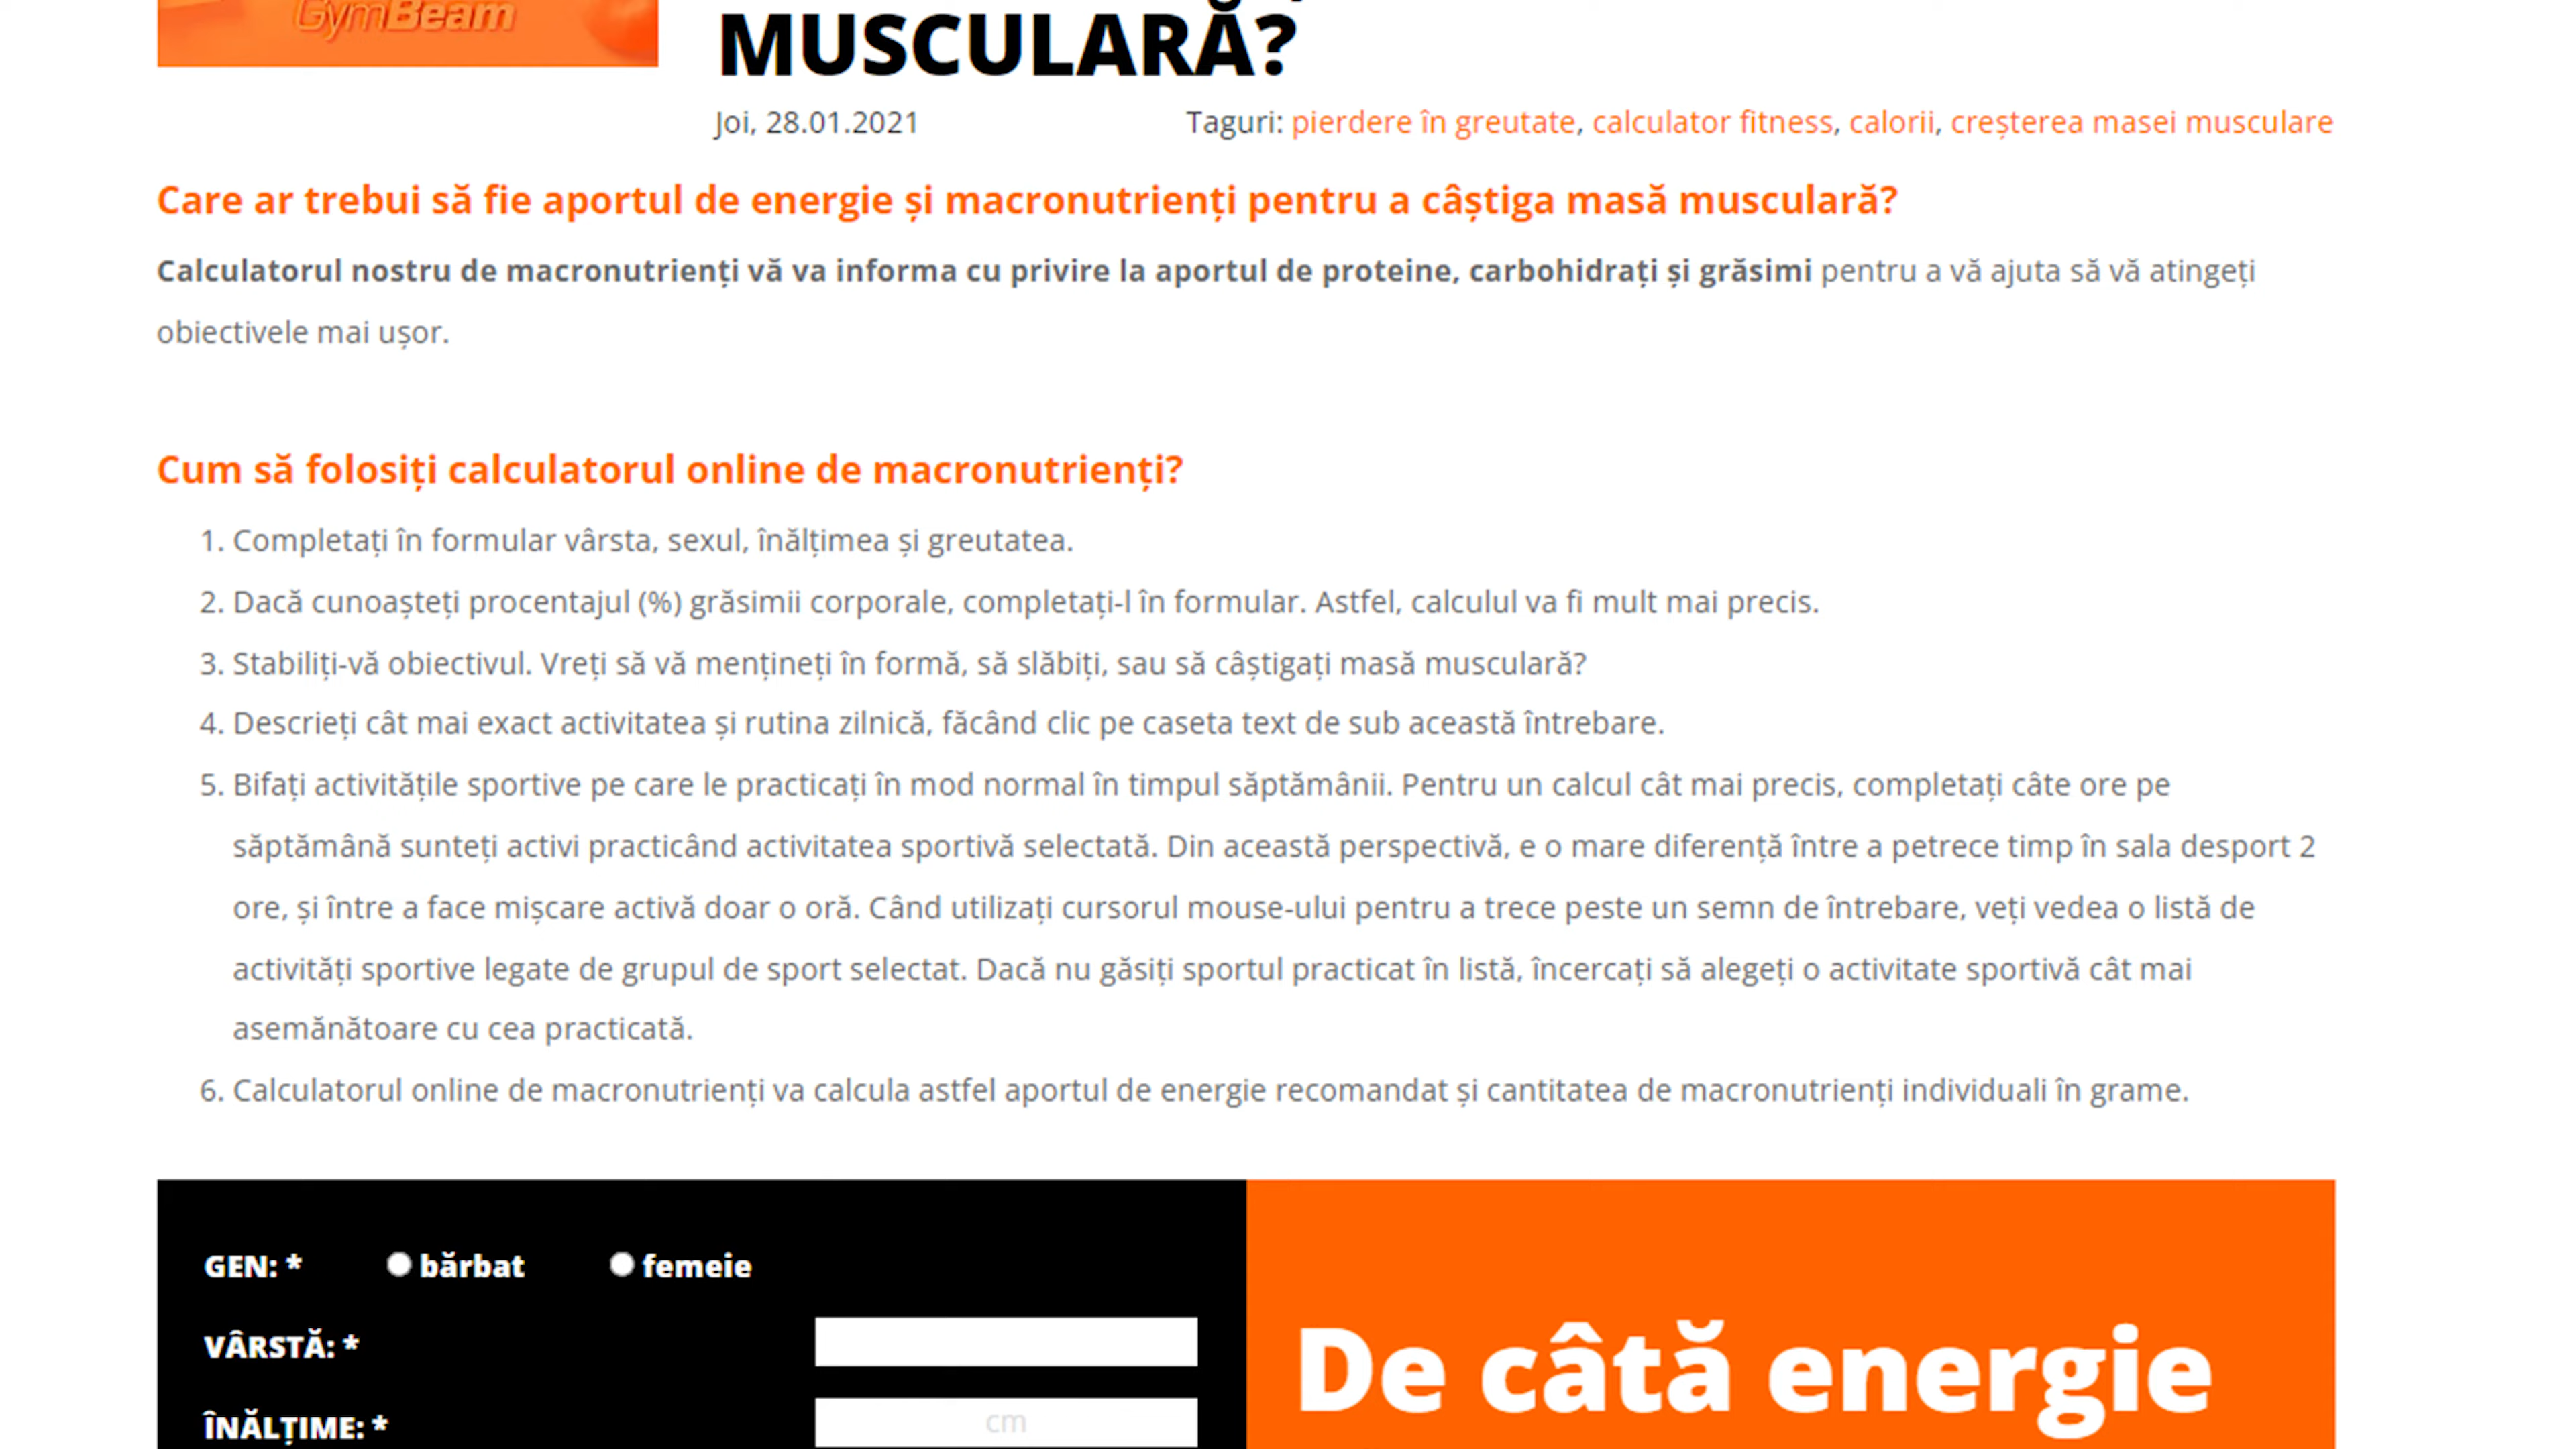 GymBeam
MUSCULARĂ?
Joi, 28.01.2021
Taguri: pierdere în greutate, calculator fitness, calorii, creșterea masei musculare
Care ar trebui să fie aportul de energie și macronutrienți pentru a câștiga masă musculară?
Calculatorul nostru de macronutrienți vă va informa cu privire la aportul de proteine, carbohidrați și grăsimi pentru a vă ajuta să vă atingeți
obiectivele mai ușor.
Cum să folosiți calculatorul online de macronutrienți?
1. Completați în formular vârsta, sexul, înălțimea și greutatea.
2. Dacă cunoașteți procentajul (%) grăsimii corporale, completați-l în formular. Astfel, calculul va fi mult mai precis.
3. Stabiliți-vă obiectivul. Vreți să vă mențineți în formă, să slăbiți, sau să câștigați masă musculară?
4. Descrieți cât mai exact activitatea și rutina zilnică, făcând clic pe caseta text de sub această întrebare.
5. Bifați activitățile sportive pe care le practicați în mod normal în timpul săptămânii. Pentru un calcul cât mai precis, completați câte ore pe
săptămână sunteți activi practicând activitatea sportivă selectată. Din această perspectivă, e o mare diferență între a petrece timp în sala desport 2
ore, și între a face mișcare activă doar o oră. Când utilizați cursorul mouse-ului pentru a trece peste un semn de întrebare, veți vedea o listă de
activități sportive legate de grupul de sport selectat. Dacă nu găsiți sportul practicat în listă, încercați să alegeți o activitate sportivă cât mai
asemănătoare cu cea practicată.
6. Calculatorul online de macronutrienți va calcula astfel aportul de energie recomandat și cantitatea de macronutrienți individuali în grame.
GEN: * bărbat femeie
VÂRSTĂ: *
ÎNĂLȚIME: * cm
De câtă energie